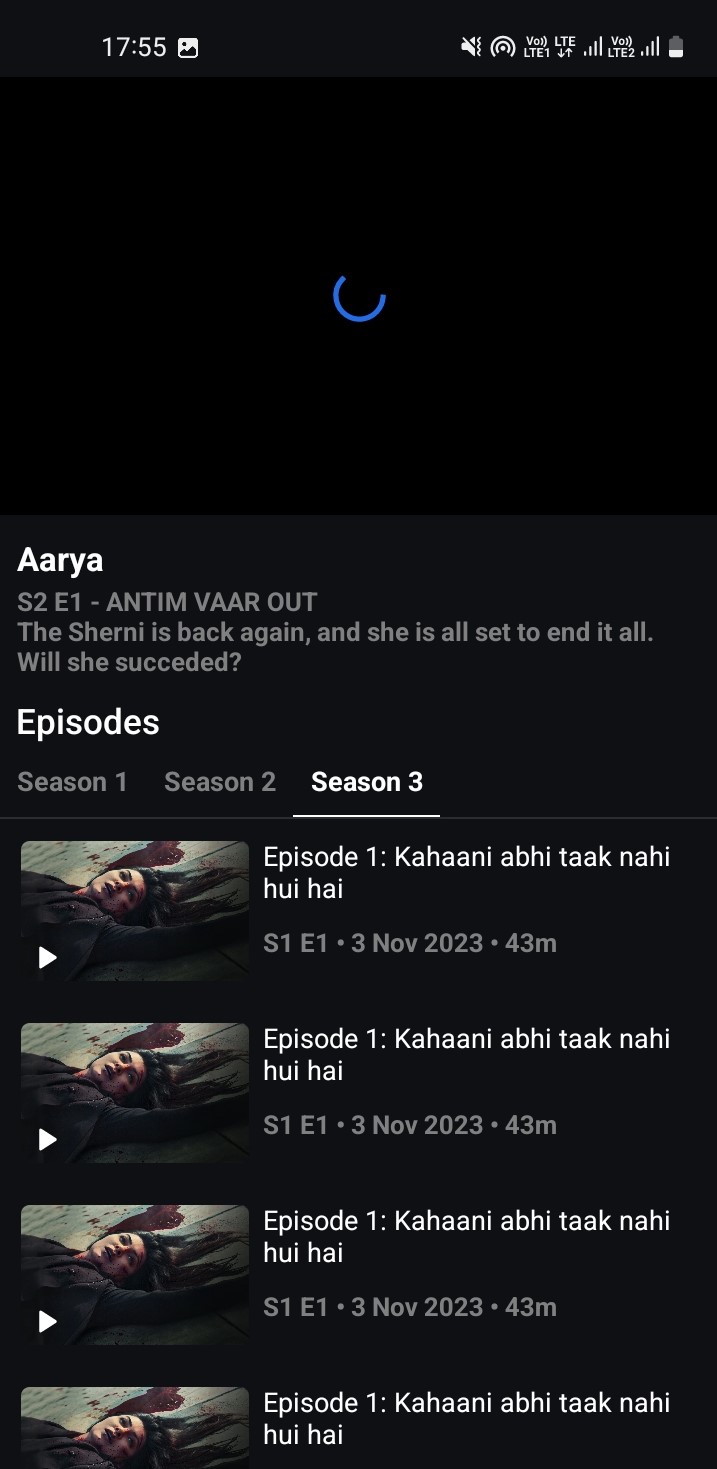 17:55
Vo)) LTE1 LTE Vo)) LTE2
Aarya
S2 E1 - ANTIM VAAR OUT
The Sherni is back again, and she is all set to end it all.
Will she succeded?
Episodes
Season 1 Season 2 Season 3
Episode 1: Kahaani abhi taak nahi
hui hai
S1 E1 • 3 Nov 2023 • 43m
Episode 1: Kahaani abhi taak nahi
hui hai
S1 E1 • 3 Nov 2023 • 43m
Episode 1: Kahaani abhi taak nahi
hui hai
S1 E1 • 3 Nov 2023 • 43m
Episode 1: Kahaani abhi taak nahi
hui hai